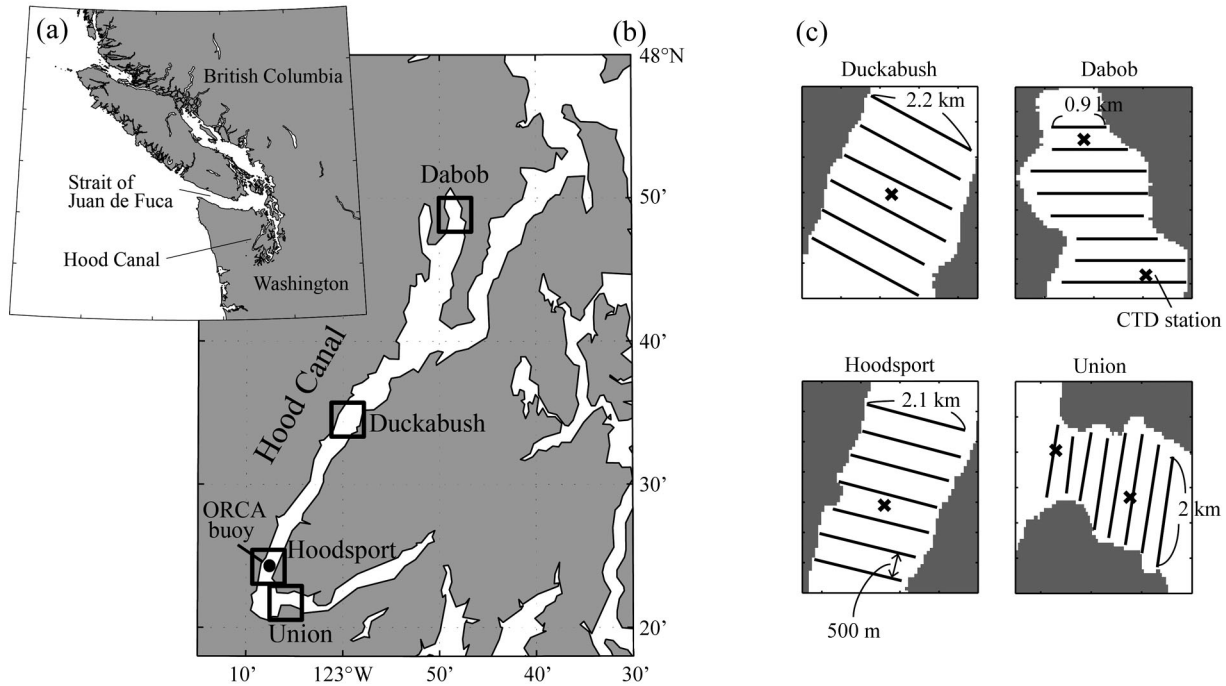 (a)
British Columbia
Strait of
Juan de Fuca
Hood Canal
Washington
(b)
48°N
50’
40’
30’
20’
10’
123°W
50’
40’
30’
Dabob
Hood Canal
Duckabush
ORCA
buoy
Hoodsport
Union
(c)
Duckabush
2.2 km
Dabob
0.9 km
CTD station
Hoodsport
2.1 km
500 m
Union
2 km